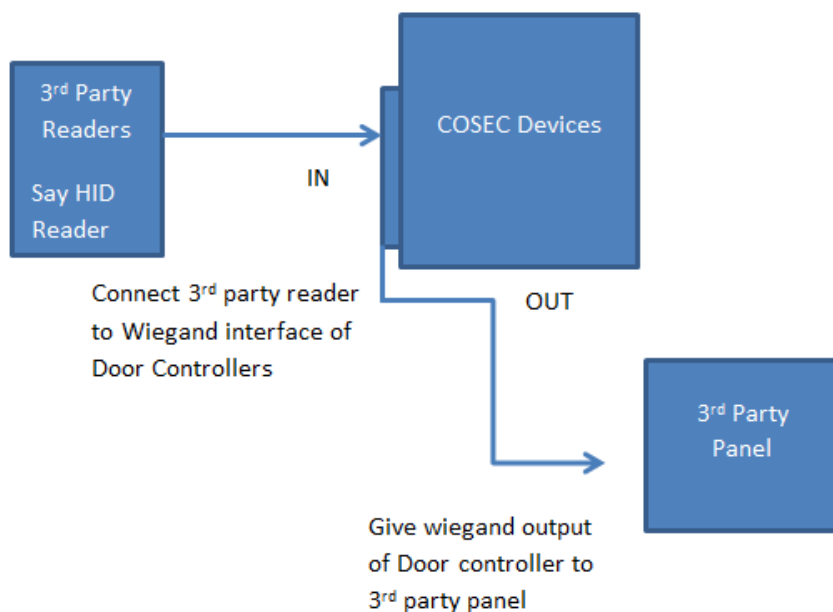 3rd Party
Readers
Say HID
Reader
IN
COSEC Devices
Connect 3rd party reader
to Wiegand interface of
Door Controllers
OUT
3rd Party
Panel
Give wiegand output
of Door controller to
3rd party panel